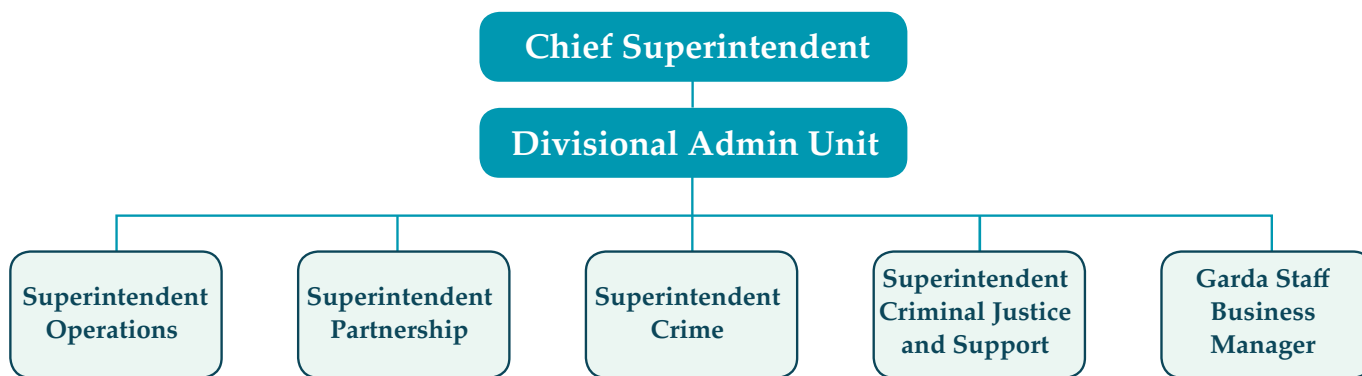 Chief Superintendent
Divisional Admin Unit
Superintendent
Operations
Superintendent
Partnership
Superintendent
Crime
Superintendent
Criminal Justice
and Support
Garda Staff
Business
Manager